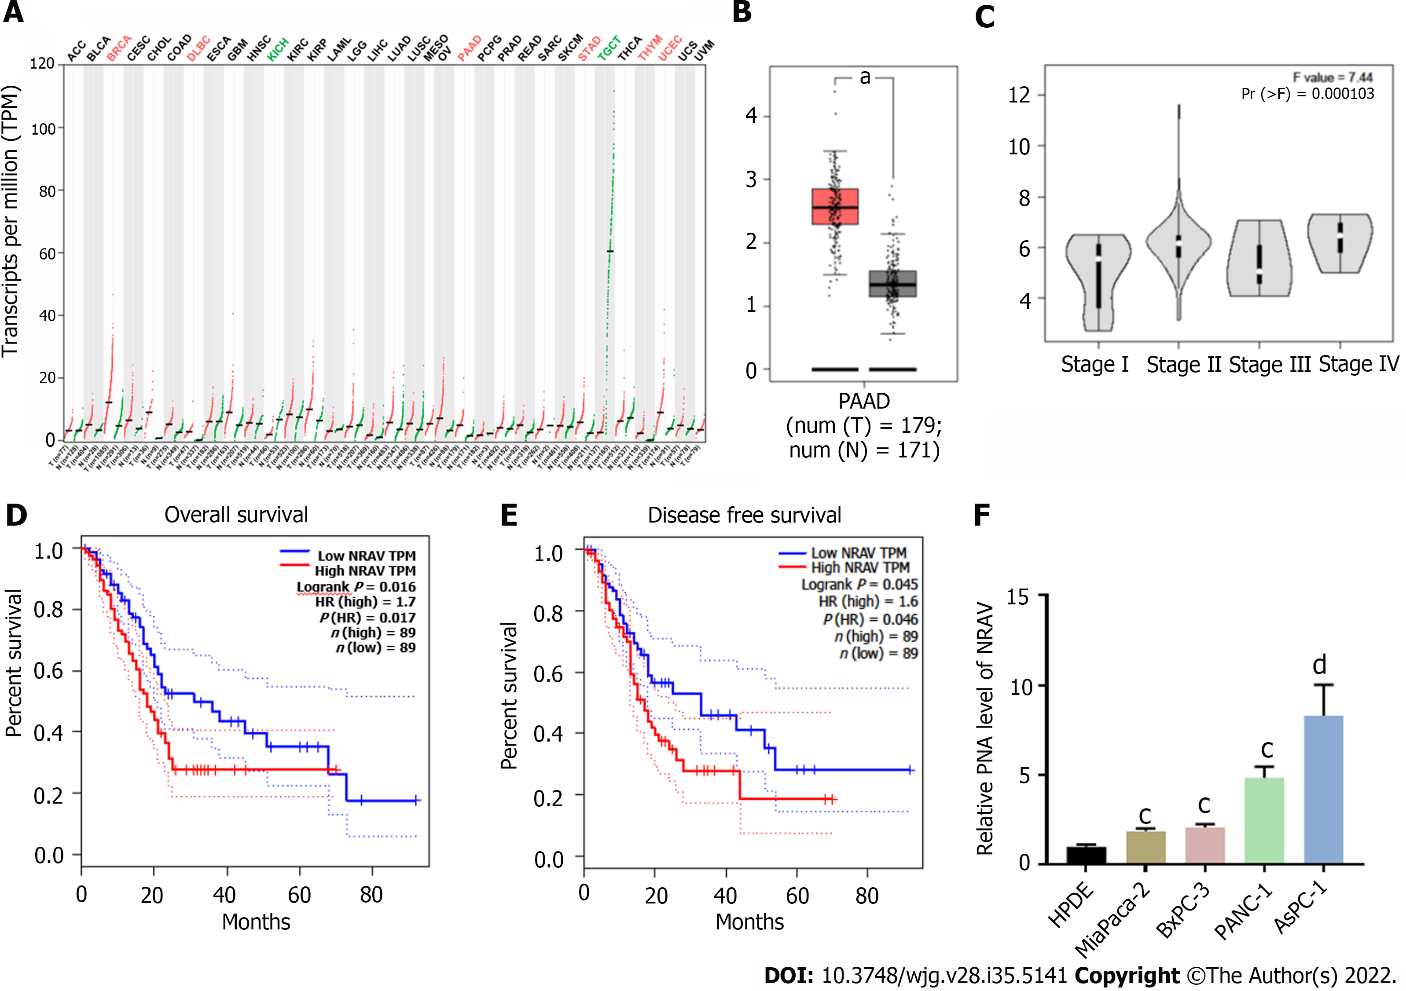 A
ACC BLCA BRCA CESC CHOL COAD DLBC ESCA GBM HNSC KICH KIRC KIRP LAML LGG LIHC LUAD LUSC MESO OV PAAD PCPG PRAD READ SARC SKCM STAD TGCT THCA THYM UCEC UCS UVM
Transcripts per million (TPM)
120
100
80
60
40
20
0
B
a
4
3
2
1
0
PAAD
(num (T) = 179;
num (N) = 171)
C
F value = 7.44
Pr (>F) = 0.000103
12
10
8
6
4
Stage I Stage II Stage III Stage IV
D
Overall survival
Low NRAV TPM
High NRAV TPM
Logrank P = 0.016
HR (high) = 1.7
P (HR) = 0.017
n (high) = 89
n (low) = 89
Percent survival
1.0
0.8
0.6
0.4
0.2
0.0
0 20 40 60 80
Months
E
Disease free survival
Low NRAV TPM
High NRAV TPM
Logrank P = 0.045
HR (high) = 1.6
P (HR) = 0.046
n (high) = 89
n (low) = 89
Percent survival
1.0
0.8
0.6
0.4
0.2
0.0
0 20 40 60 80
Months
F
Relative PNA level of NRAV
15
10
5
0
c c c d
HPDE MiaPaca-2 BxPC-3 PANC-1 AsPC-1
DOI: 10.3748/wjg.v28.i35.5141 Copyright ©The Author(s) 2022.